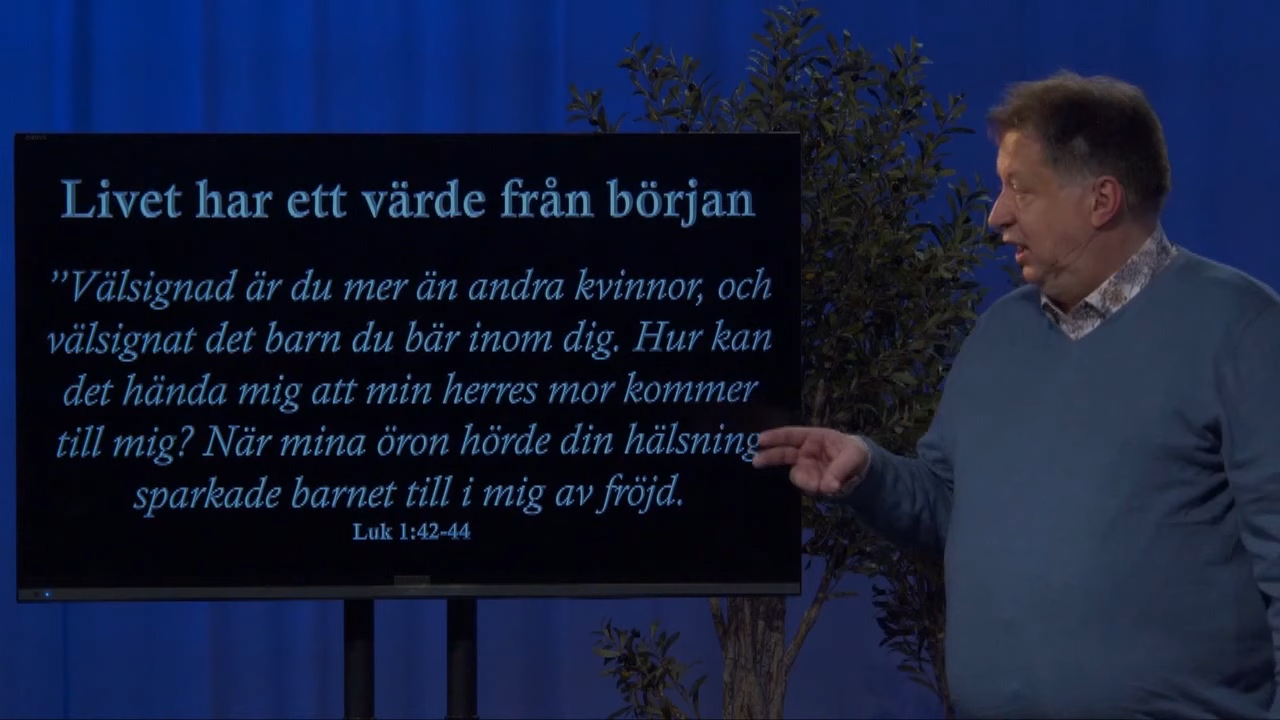 Livet har ett värde från början
”Välsignad är du mer än andra kvinnor, och
välsignat det barn du bär inom dig. Hur kan
det hända mig att min herres mor kommer
till mig? När mina öron hörde din hälsning
sparkade barnet till i mig av fröjd.
Luk 1:42-44